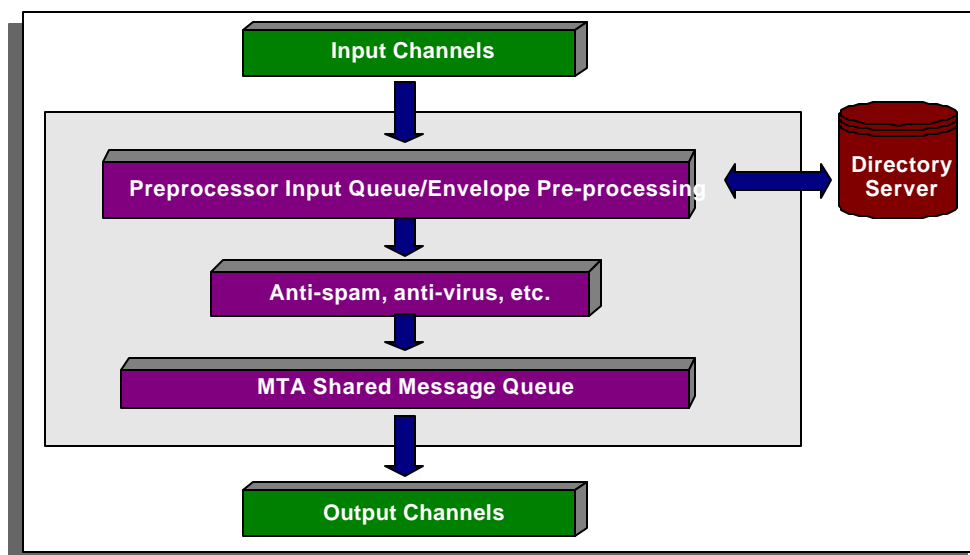 Input Channels
Preprocessor Input Queue/Envelope Pre-processing
Directory
Server
Anti-spam, anti-virus, etc.
MTA Shared Message Queue
Output Channels